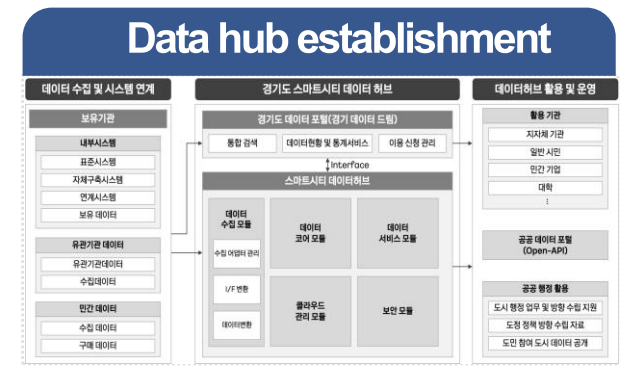 Data hub establishment
데이터 수집 및 시스템 연계
보유기관
내부시스템
표준시스템
자체구축시스템
연계시스템
보유 데이터
유관기관 데이터
유관기관데이터
수집데이터
민간 데이터
수집 데이터
구매 데이터
경기도 스마트시티 데이터 허브
경기도 데이터 포털(경기 데이터 드림)
통합 검색
데이터현황 및 통계서비스
이용 신청 관리
Interface
스마트시티 데이터허브
데이터
수집 모듈
수집 어댑터 관리
I/F 변환
데이터변환
데이터
코어 모듈
데이터
서비스 모듈
클라우드
관리 모듈
보안 모듈
데이터허브 활용 및 운영
활용 기관
지자체 기관
일반 시민
민간 기업
대학
⋮
공공 데이터 포털
(Open-API)
공공 행정 활용
도시 행정 업무 및 방향 수립 지원
도정 정책 방향 수립 자료
도민 참여 도시 데이터 공개